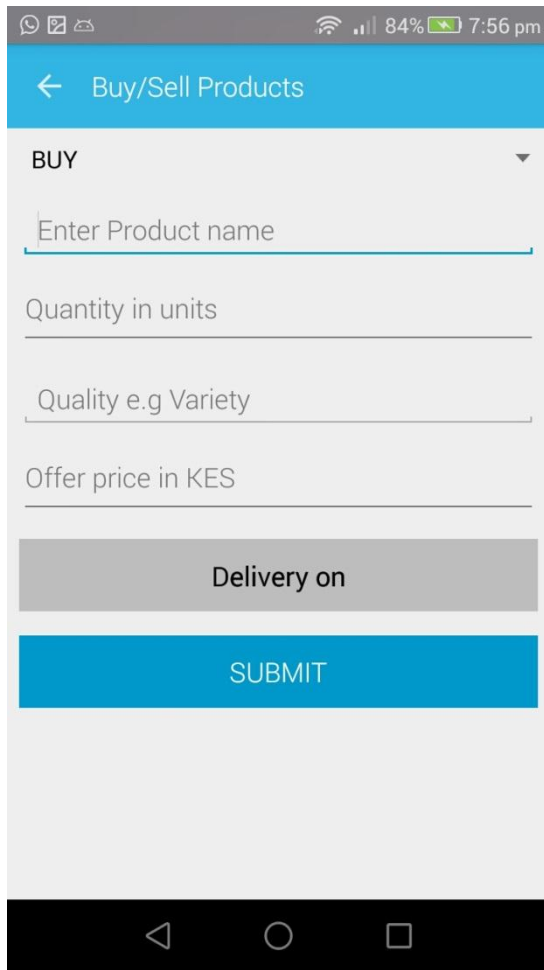 84% 7:56 pm
Buy/Sell Products
BUY
Enter Product name
Quantity in units
Quality e.g Variety
Offer price in KES
Delivery on
SUBMIT